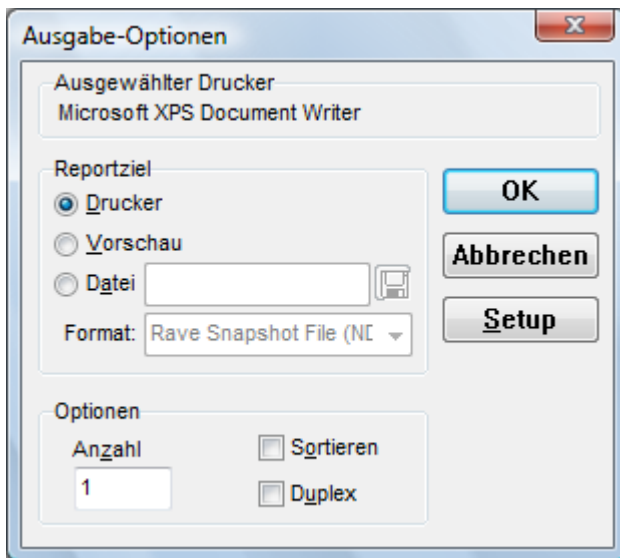 Ausgabe-Optionen
Ausgewählter Drucker
Microsoft XPS Document Writer
Reportziel
Drucker
Vorschau
Datei
Format: Rave Snapshot File (ND
OK
Abbrechen
Setup
Optionen
Anzahl
1
Sortieren
Duplex